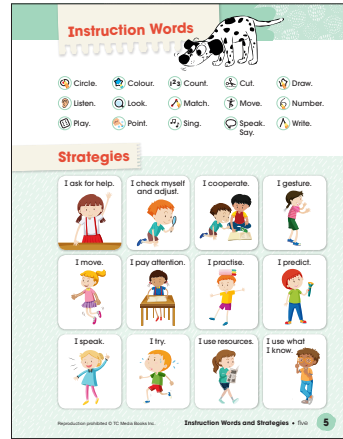 Instruction Words
Circle. Colour. 123 Count. Cut. Draw.
Listen. Look. Match. Move. Number.
Play. Point. Sing. Speak. Write.
Say.
Strategies
I ask for help. I check myself I cooperate. I gesture.
and adjust.
I move. I pay attention. I practise. I predict.
I speak. I try. I use resources. I use what
I know.
Reproduction prohibited © TC Media Books Inc. Instruction Words and Strategies • five 5